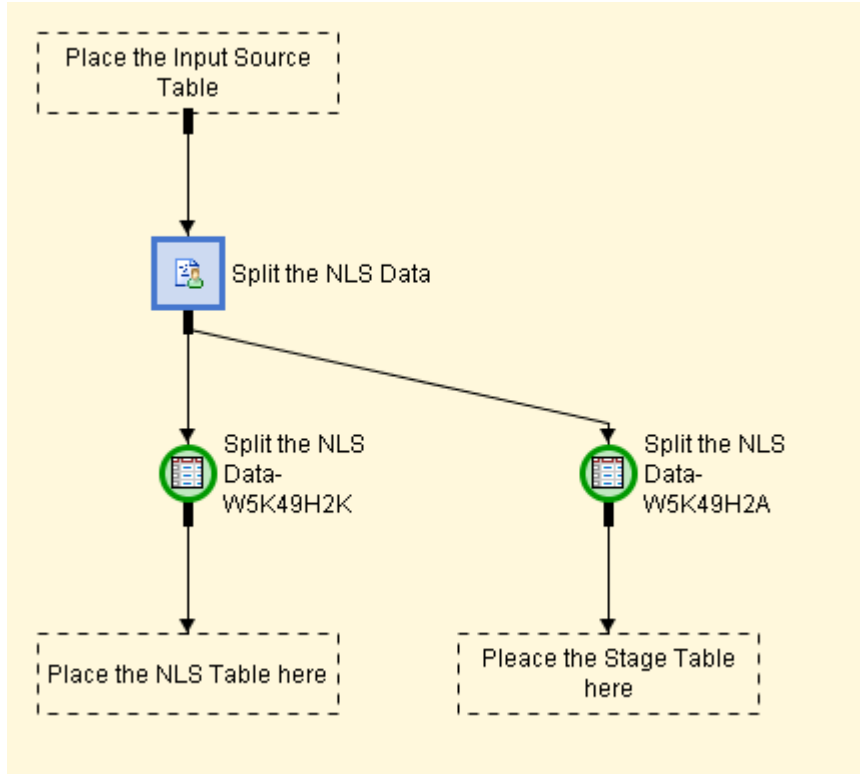 Place the Input Source
Table
Split the NLS Data
Split the NLS
Data-
W5K49H2K
Split the NLS
Data-
W5K49H2A
Place the NLS Table here
Pleace the Stage Table
here